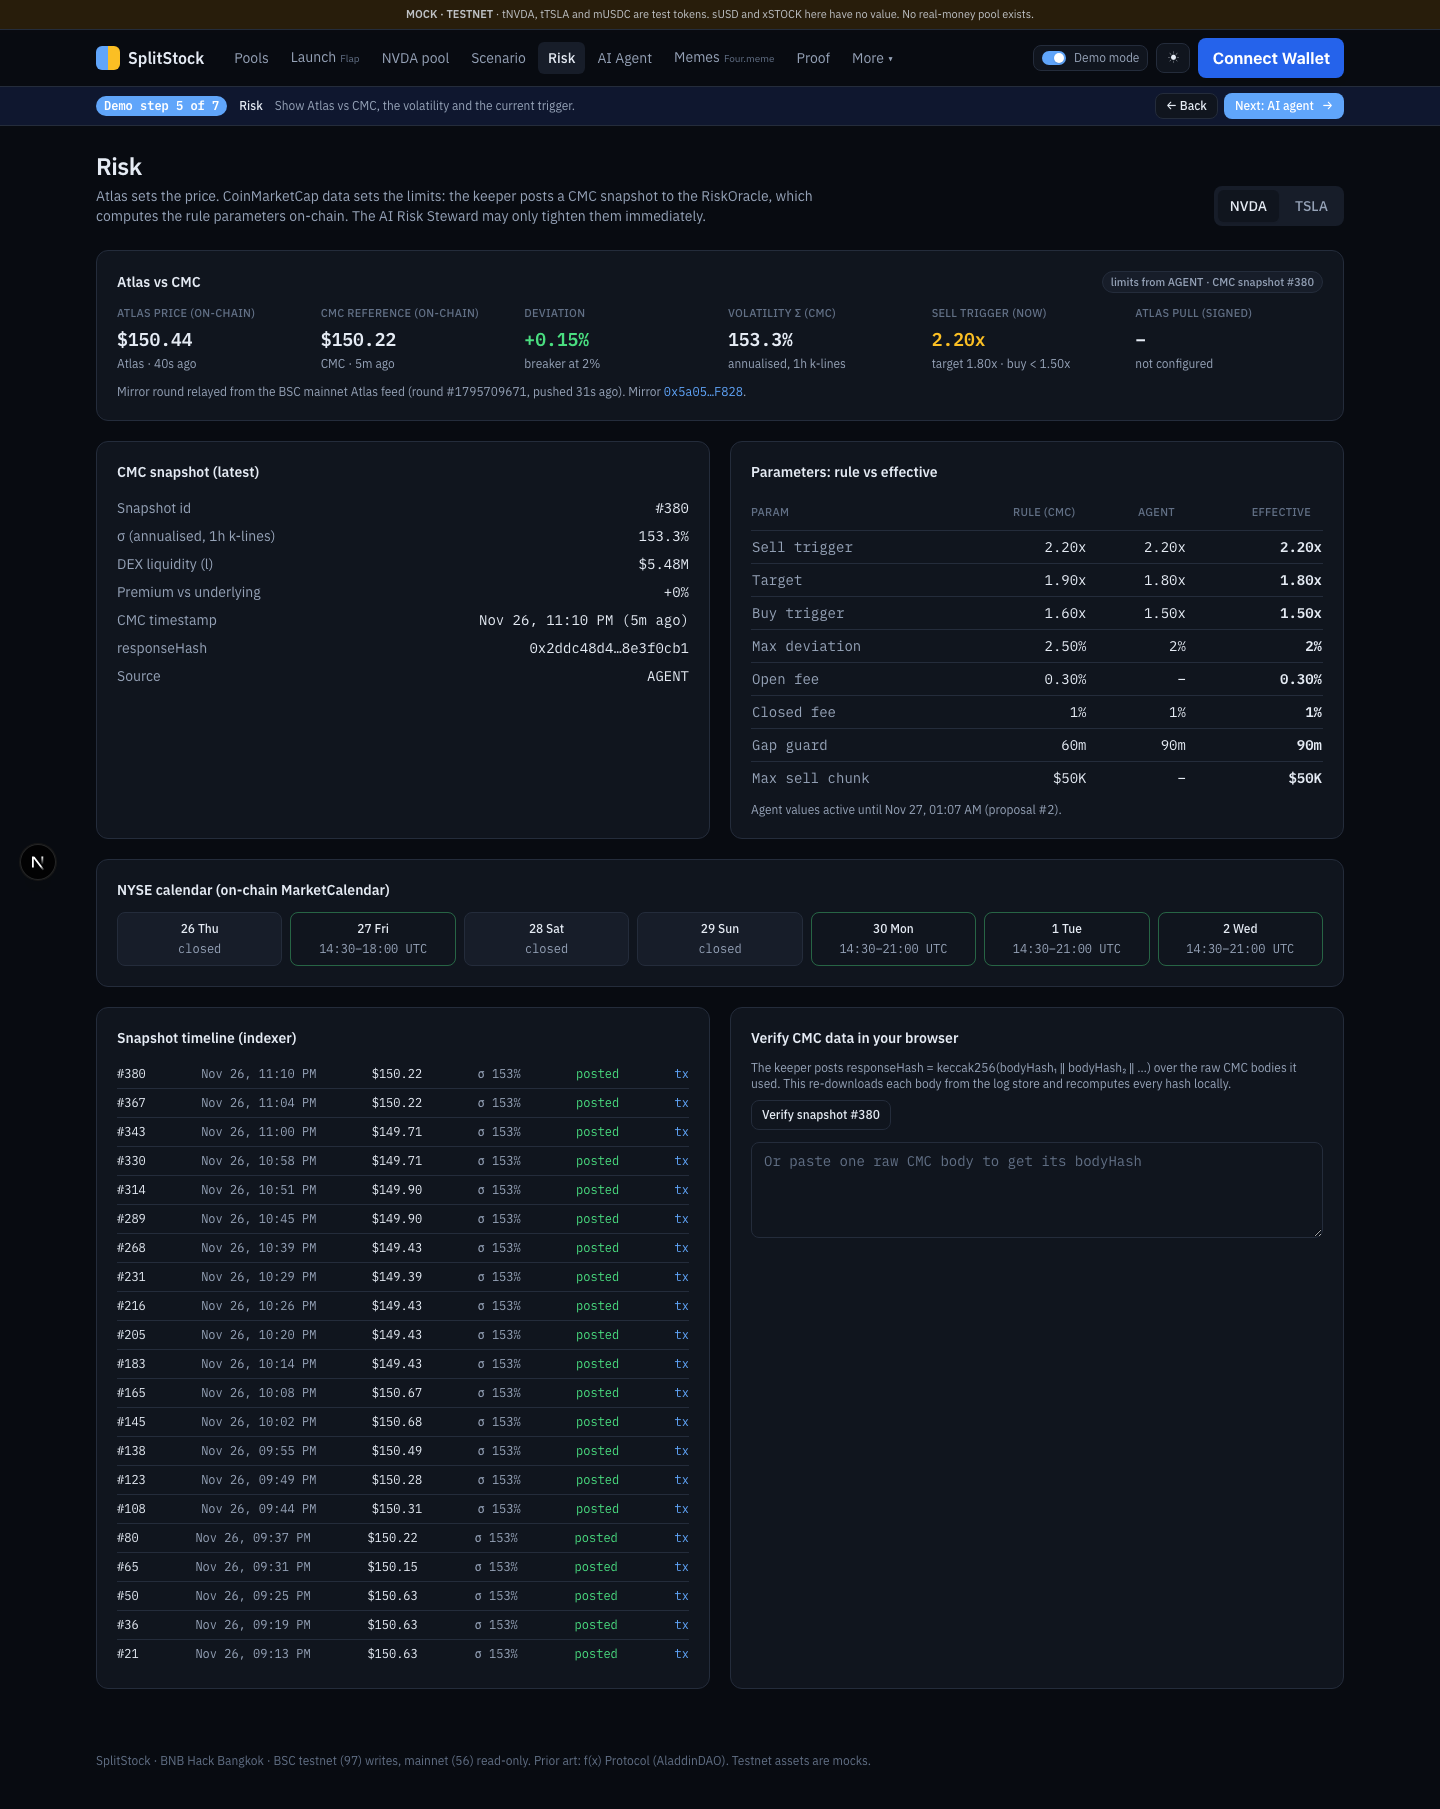 MOCK · TESTNET · tNVDA, tTSLA and mUSDC are test tokens. sUSD and xSTOCK here have no value. No real-money pool exists.
SplitStock Pools Launch Flap NVDA pool Scenario Risk AI Agent Memes Four.meme Proof More ▾ Demo mode ☀ Connect Wallet
Demo step 5 of 7 Risk Show Atlas vs CMC, the volatility and the current trigger. ← Back Next: AI agent →
Risk
Atlas sets the price. CoinMarketCap data sets the limits: the keeper posts a CMC snapshot to the RiskOracle, which
computes the rule parameters on-chain. The AI Risk Steward may only tighten them immediately.
NVDA TSLA
Atlas vs CMC limits from AGENT · CMC snapshot #380
ATLAS PRICE (ON-CHAIN) CMC REFERENCE (ON-CHAIN) DEVIATION VOLATILITY Σ (CMC) SELL TRIGGER (NOW) ATLAS PULL (SIGNED)
$150.44 $150.22 +0.15% 153.3% 2.20x –
Atlas · 40s ago CMC · 5m ago breaker at 2% annualised, 1h k-lines target 1.80x · buy < 1.50x not configured
Mirror round relayed from the BSC mainnet Atlas feed (round #1795709671, pushed 31s ago). Mirror 0x5a05…F828.
CMC snapshot (latest)
Snapshot id #380
σ (annualised, 1h k-lines) 153.3%
DEX liquidity (l) $5.48M
Premium vs underlying +0%
CMC timestamp Nov 26, 11:10 PM (5m ago)
responseHash 0x2ddc48d4…8e3f0cb1
Source AGENT
Parameters: rule vs effective
PARAM RULE (CMC) AGENT EFFECTIVE
Sell trigger 2.20x 2.20x 2.20x
Target 1.90x 1.80x 1.80x
Buy trigger 1.60x 1.50x 1.50x
Max deviation 2.50% 2% 2%
Open fee 0.30% – 0.30%
Closed fee 1% 1% 1%
Gap guard 60m 90m 90m
Max sell chunk $50K – $50K
Agent values active until Nov 27, 01:07 AM (proposal #2).
N
NYSE calendar (on-chain MarketCalendar)
26 Thu 27 Fri 28 Sat 29 Sun 30 Mon 1 Tue 2 Wed
closed 14:30–18:00 UTC closed closed 14:30–21:00 UTC 14:30–21:00 UTC 14:30–21:00 UTC
Snapshot timeline (indexer)
#380 Nov 26, 11:10 PM $150.22 σ 153% posted tx
#367 Nov 26, 11:04 PM $150.22 σ 153% posted tx
#343 Nov 26, 11:00 PM $149.71 σ 153% posted tx
#330 Nov 26, 10:58 PM $149.71 σ 153% posted tx
#314 Nov 26, 10:51 PM $149.90 σ 153% posted tx
#289 Nov 26, 10:45 PM $149.90 σ 153% posted tx
#268 Nov 26, 10:39 PM $149.43 σ 153% posted tx
#231 Nov 26, 10:29 PM $149.39 σ 153% posted tx
#216 Nov 26, 10:26 PM $149.43 σ 153% posted tx
#205 Nov 26, 10:20 PM $149.43 σ 153% posted tx
#183 Nov 26, 10:14 PM $149.43 σ 153% posted tx
#165 Nov 26, 10:08 PM $150.67 σ 153% posted tx
#145 Nov 26, 10:02 PM $150.68 σ 153% posted tx
#138 Nov 26, 09:55 PM $150.49 σ 153% posted tx
#123 Nov 26, 09:49 PM $150.28 σ 153% posted tx
#108 Nov 26, 09:44 PM $150.31 σ 153% posted tx
#80 Nov 26, 09:37 PM $150.22 σ 153% posted tx
#65 Nov 26, 09:31 PM $150.15 σ 153% posted tx
#50 Nov 26, 09:25 PM $150.63 σ 153% posted tx
#36 Nov 26, 09:19 PM $150.63 σ 153% posted tx
#21 Nov 26, 09:13 PM $150.63 σ 153% posted tx
Verify CMC data in your browser
The keeper posts responseHash = keccak256(bodyHash₁ ‖ bodyHash₂ ‖ …) over the raw CMC bodies it
used. This re-downloads each body from the log store and recomputes every hash locally.
Verify snapshot #380
Or paste one raw CMC body to get its bodyHash
SplitStock · BNB Hack Bangkok · BSC testnet (97) writes, mainnet (56) read-only. Prior art: f(x) Protocol (AladdinDAO). Testnet assets are mocks.